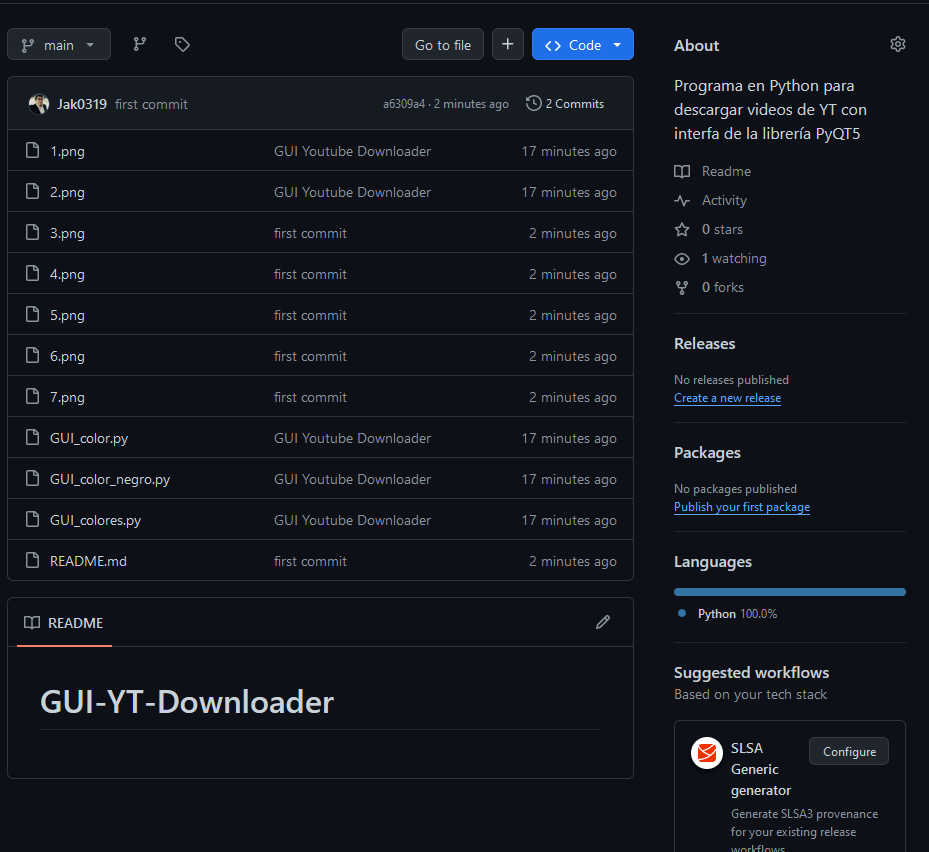 main
Go to file
+
Code
Jak0319 first commit a6309a4 · 2 minutes ago 2 Commits
1.png GUI Youtube Downloader 17 minutes ago
2.png GUI Youtube Downloader 17 minutes ago
3.png first commit 2 minutes ago
4.png first commit 2 minutes ago
5.png first commit 2 minutes ago
6.png first commit 2 minutes ago
7.png first commit 2 minutes ago
GUI_color.py GUI Youtube Downloader 17 minutes ago
GUI_color_negro.py GUI Youtube Downloader 17 minutes ago
GUI_colores.py GUI Youtube Downloader 17 minutes ago
README.md first commit 2 minutes ago
README
GUI-YT-Downloader
About
Programa en Python para
descargar videos de YT con
interfa de la librería PyQT5
Readme
Activity
0 stars
1 watching
0 forks
Releases
No releases published
Create a new release
Packages
No packages published
Publish your first package
Languages
Python 100.0%
Suggested workflows
Based on your tech stack
SLSA
Generic
generator
Configure
Generate SLSA3 provenance
for your existing release
workflows